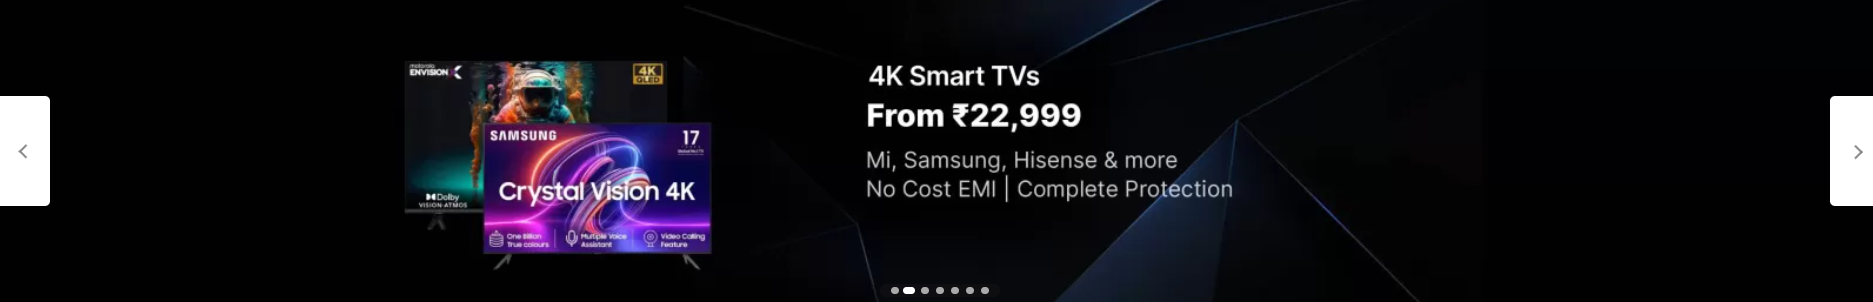 motorola
ENVISIONX
4K
QLED
Dolby
VISION·ATMOS
SAMSUNG
17
Crystal Vision 4K
One Billion
True colours
Multiple Voice
Assistant
Video Calling
Feature
4K Smart TVs
From ₹22,999
Mi, Samsung, Hisense & more
No Cost EMI | Complete Protection